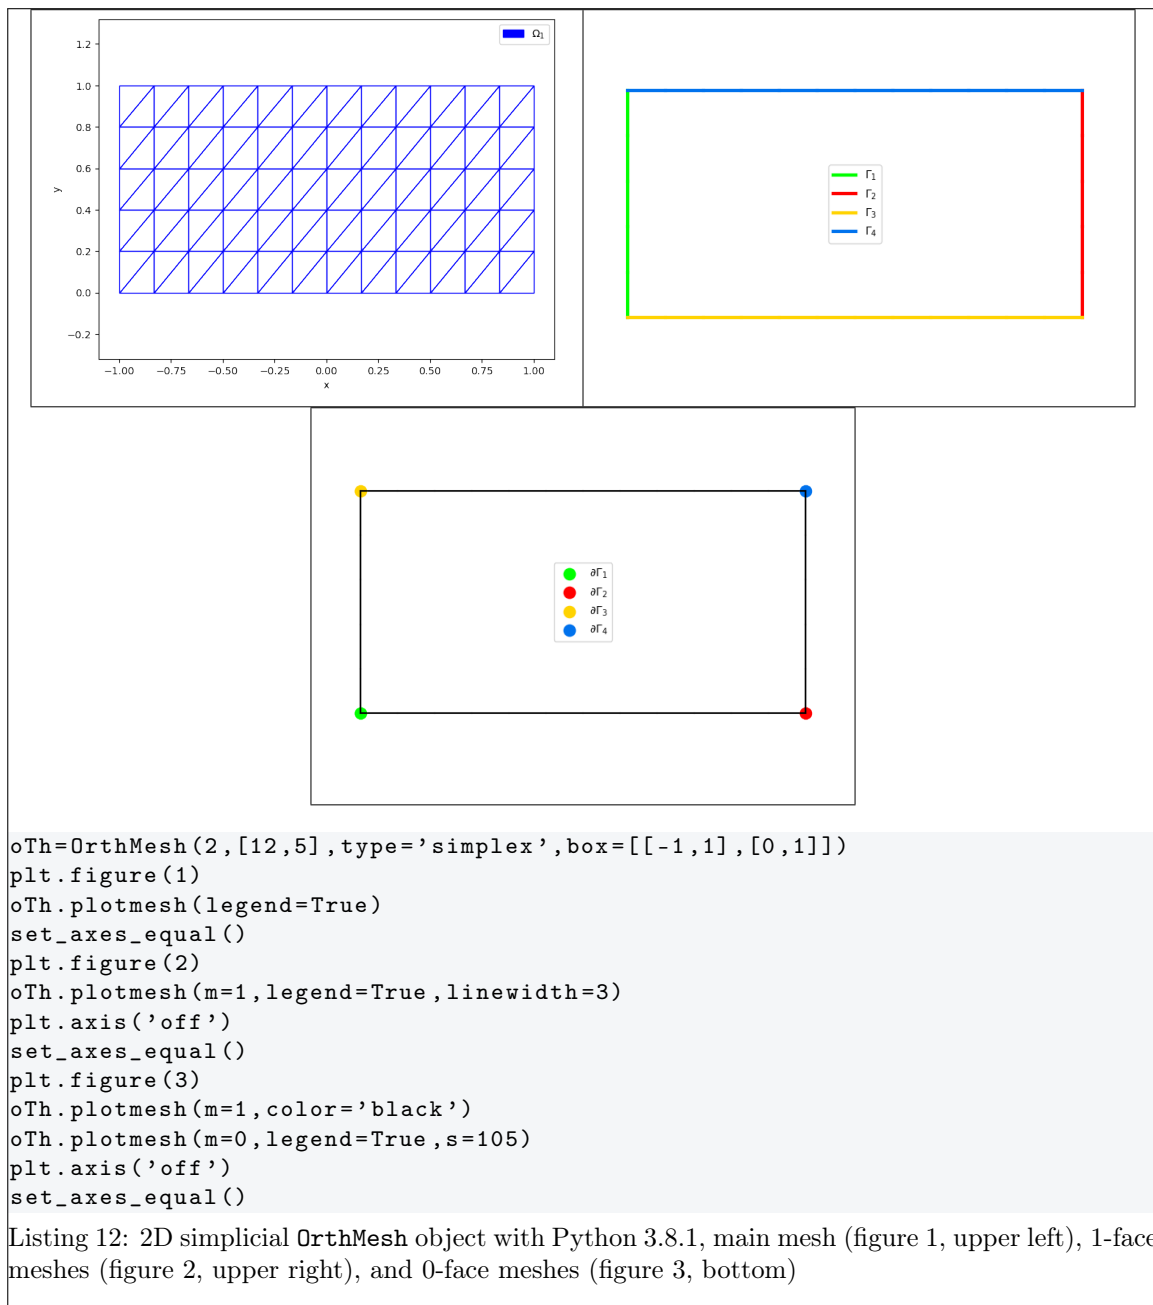 Ω₁
1.2
1.0
0.8
0.6
0.4
0.2
0.0
−0.2
y
−1.00 −0.75 −0.50 −0.25 0.00 0.25 0.50 0.75 1.00
x
Γ₁
Γ₂
Γ₃
Γ₄
∂Γ₁
∂Γ₂
∂Γ₃
∂Γ₄
oTh=OrthMesh(2,[12,5],type='simplex',box=[[-1,1],[0,1]])
plt.figure(1)
oTh.plotmesh(legend=True)
set_axes_equal()
plt.figure(2)
oTh.plotmesh(m=1,legend=True,linewidth=3)
plt.axis('off')
set_axes_equal()
plt.figure(3)
oTh.plotmesh(m=1,color='black')
oTh.plotmesh(m=0,legend=True,s=105)
plt.axis('off')
set_axes_equal()
Listing 12: 2D simplicial OrthMesh object with Python 3.8.1, main mesh (figure 1, upper left), 1-face
meshes (figure 2, upper right), and 0-face meshes (figure 3, bottom)